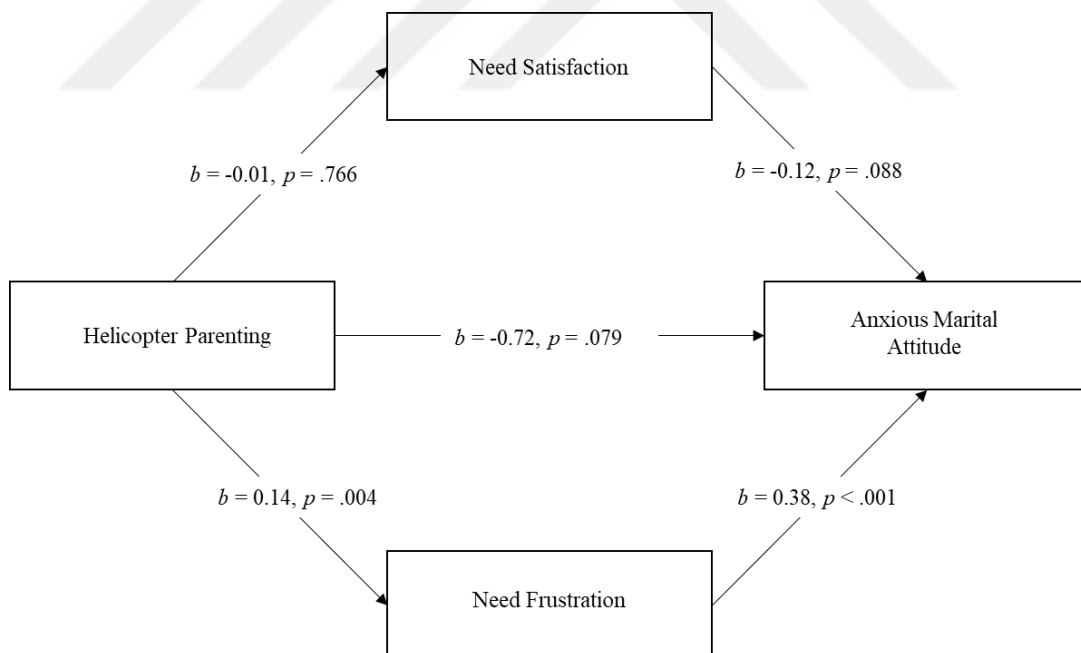 Need Satisfaction
b = -0.01, p = .766
b = -0.12, p = .088
Helicopter Parenting
b = -0.72, p = .079
Anxious Marital
Attitude
b = 0.14, p = .004
b = 0.38, p < .001
Need Frustration